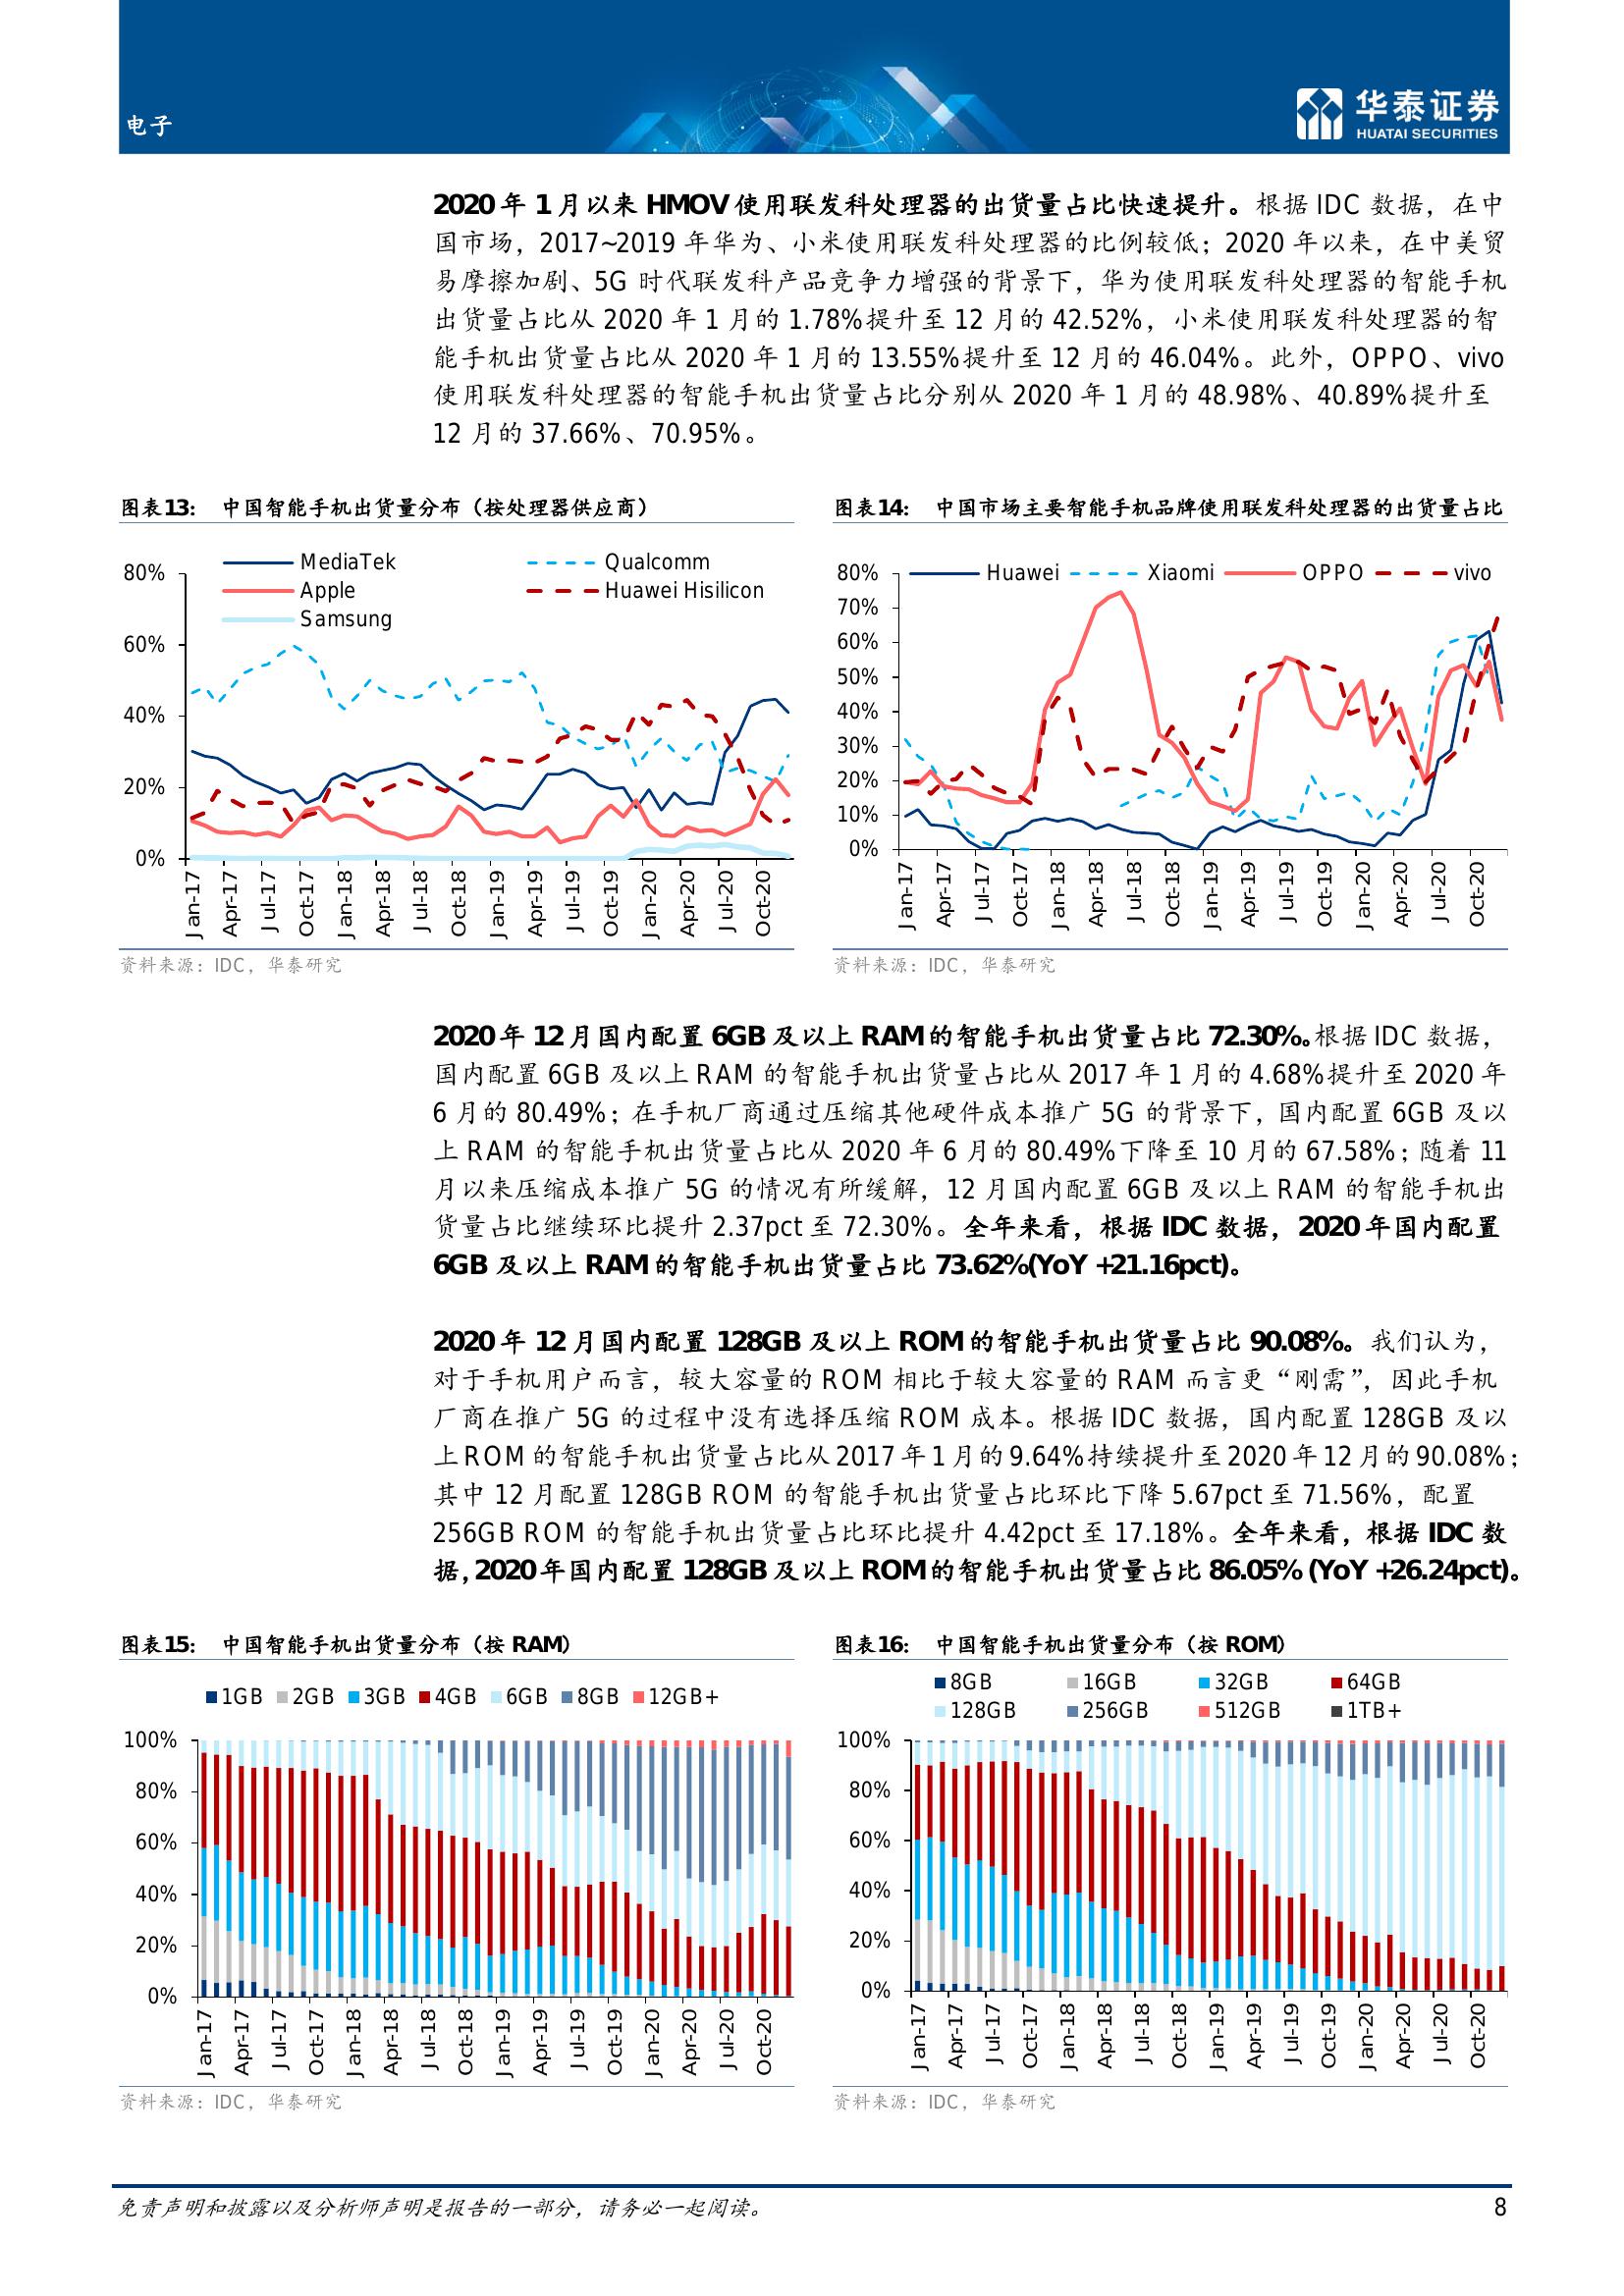 电子
华泰证券
HUATAI SECURITIES
2020 年 1 月以来 HMOV 使用联发科处理器的出货量占比快速提升。根据 IDC 数据，在中
国市场，2017~2019 年华为、小米使用联发科处理器的比例较低；2020 年以来，在中美贸
易摩擦加剧、5G 时代联发科产品竞争力增强的背景下，华为使用联发科处理器的智能手机
出货量占比从 2020 年 1 月的 1.78%提升至 12 月的 42.52%，小米使用联发科处理器的智
能手机出货量占比从 2020 年 1 月的 13.55%提升至 12 月的 46.04%。此外，OPPO、vivo
使用联发科处理器的智能手机出货量占比分别从 2020 年 1 月的 48.98%、40.89%提升至
12 月的 37.66%、70.95%。
图表13： 中国智能手机出货量分布（按处理器供应商）
MediaTek Qualcomm
Apple Huawei Hisilicon
Samsung
80%
60%
40%
20%
0%
Jan-17 Apr-17 Jul-17 Oct-17 Jan-18 Apr-18 Jul-18 Oct-18 Jan-19 Apr-19 Jul-19 Oct-19 Jan-20 Apr-20 Jul-20 Oct-20
资料来源：IDC，华泰研究
图表14： 中国市场主要智能手机品牌使用联发科处理器的出货量占比
Huawei Xiaomi OPPO vivo
80%
70%
60%
50%
40%
30%
20%
10%
0%
Jan-17 Apr-17 Jul-17 Oct-17 Jan-18 Apr-18 Jul-18 Oct-18 Jan-19 Apr-19 Jul-19 Oct-19 Jan-20 Apr-20 Jul-20 Oct-20
资料来源：IDC，华泰研究
2020 年 12 月国内配置 6GB 及以上 RAM 的智能手机出货量占比 72.30%。根据 IDC 数据，
国内配置 6GB 及以上 RAM 的智能手机出货量占比从 2017 年 1 月的 4.68%提升至 2020 年
6 月的 80.49%；在手机厂商通过压缩其他硬件成本推广 5G 的背景下，国内配置 6GB 及以
上 RAM 的智能手机出货量占比从 2020 年 6 月的 80.49%下降至 10 月的 67.58%；随着 11
月以来压缩成本推广 5G 的情况有所缓解，12 月国内配置 6GB 及以上 RAM 的智能手机出
货量占比继续环比提升 2.37pct 至 72.30%。全年来看，根据 IDC 数据，2020 年国内配置
6GB 及以上 RAM 的智能手机出货量占比 73.62%(YoY +21.16pct)。
2020 年 12 月国内配置 128GB 及以上 ROM 的智能手机出货量占比 90.08%。我们认为，
对于手机用户而言，较大容量的 ROM 相比于较大容量的 RAM 而言更“刚需”，因此手机
厂商在推广 5G 的过程中没有选择压缩 ROM 成本。根据 IDC 数据，国内配置 128GB 及以
上 ROM 的智能手机出货量占比从 2017 年 1 月的 9.64%持续提升至 2020 年 12 月的 90.08%；
其中 12 月配置 128GB ROM 的智能手机出货量占比环比下降 5.67pct 至 71.56%，配置
256GB ROM 的智能手机出货量占比环比提升 4.42pct 至 17.18%。全年来看，根据 IDC 数
据，2020 年国内配置 128GB 及以上 ROM 的智能手机出货量占比 86.05% (YoY +26.24pct)。
图表15： 中国智能手机出货量分布（按 RAM）
1GB 2GB 3GB 4GB 6GB 8GB 12GB+
100%
80%
60%
40%
20%
0%
Jan-17 Apr-17 Jul-17 Oct-17 Jan-18 Apr-18 Jul-18 Oct-18 Jan-19 Apr-19 Jul-19 Oct-19 Jan-20 Apr-20 Jul-20 Oct-20
资料来源：IDC，华泰研究
图表16： 中国智能手机出货量分布（按 ROM）
8GB 16GB 32GB 64GB
128GB 256GB 512GB 1TB+
100%
80%
60%
40%
20%
0%
Jan-17 Apr-17 Jul-17 Oct-17 Jan-18 Apr-18 Jul-18 Oct-18 Jan-19 Apr-19 Jul-19 Oct-19 Jan-20 Apr-20 Jul-20 Oct-20
资料来源：IDC，华泰研究
免责声明和披露以及分析师声明是报告的一部分，请务必一起阅读。
8